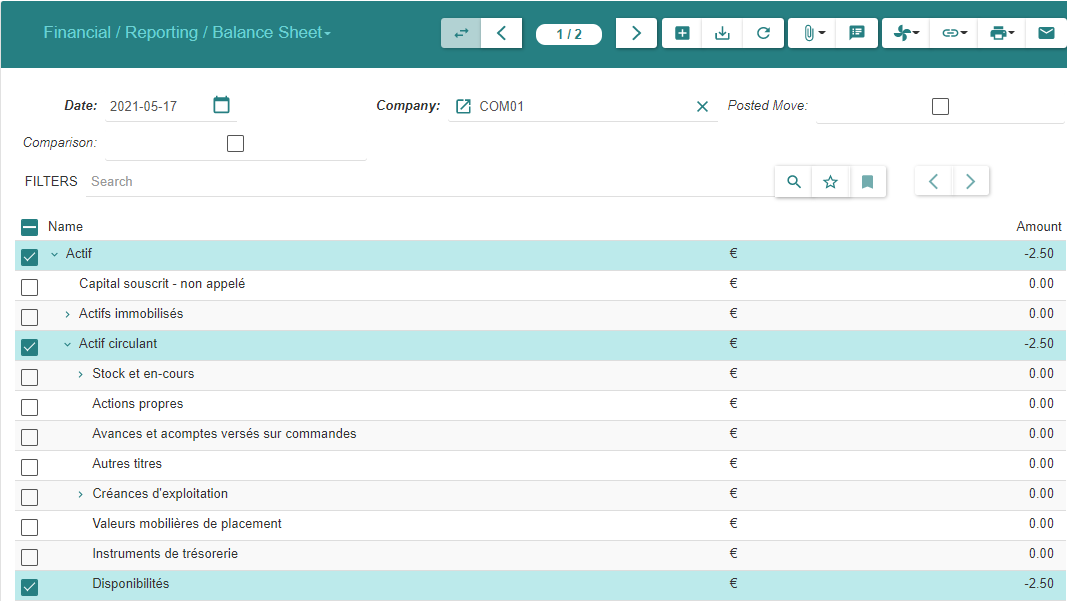 Financial / Reporting / Balance Sheet
1 / 2
Date: 2021-05-17 Company: COM01 Posted Move:
Comparison:
FILTERS Search
Name Amount
Actif € -2.50
Capital souscrit - non appelé € 0.00
Actifs immobilisés € 0.00
Actif circulant € -2.50
Stock et en-cours € 0.00
Actions propres € 0.00
Avances et acomptes versés sur commandes € 0.00
Autres titres € 0.00
Créances d'exploitation € 0.00
Valeurs mobilières de placement € 0.00
Instruments de trésorerie € 0.00
Disponibilités € -2.50